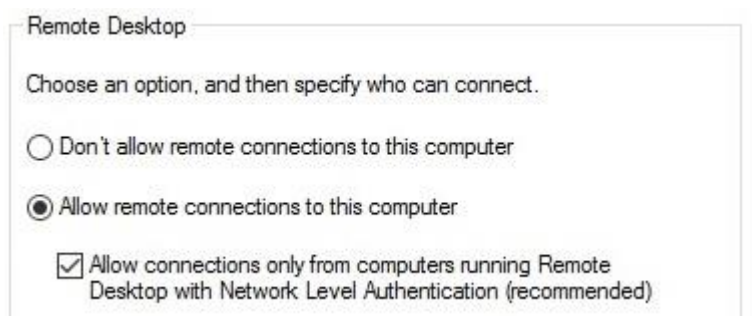 Remote Desktop
Choose an option, and then specify who can connect.
Don't allow remote connections to this computer
Allow remote connections to this computer
Allow connections only from computers running Remote
Desktop with Network Level Authentication (recommended)